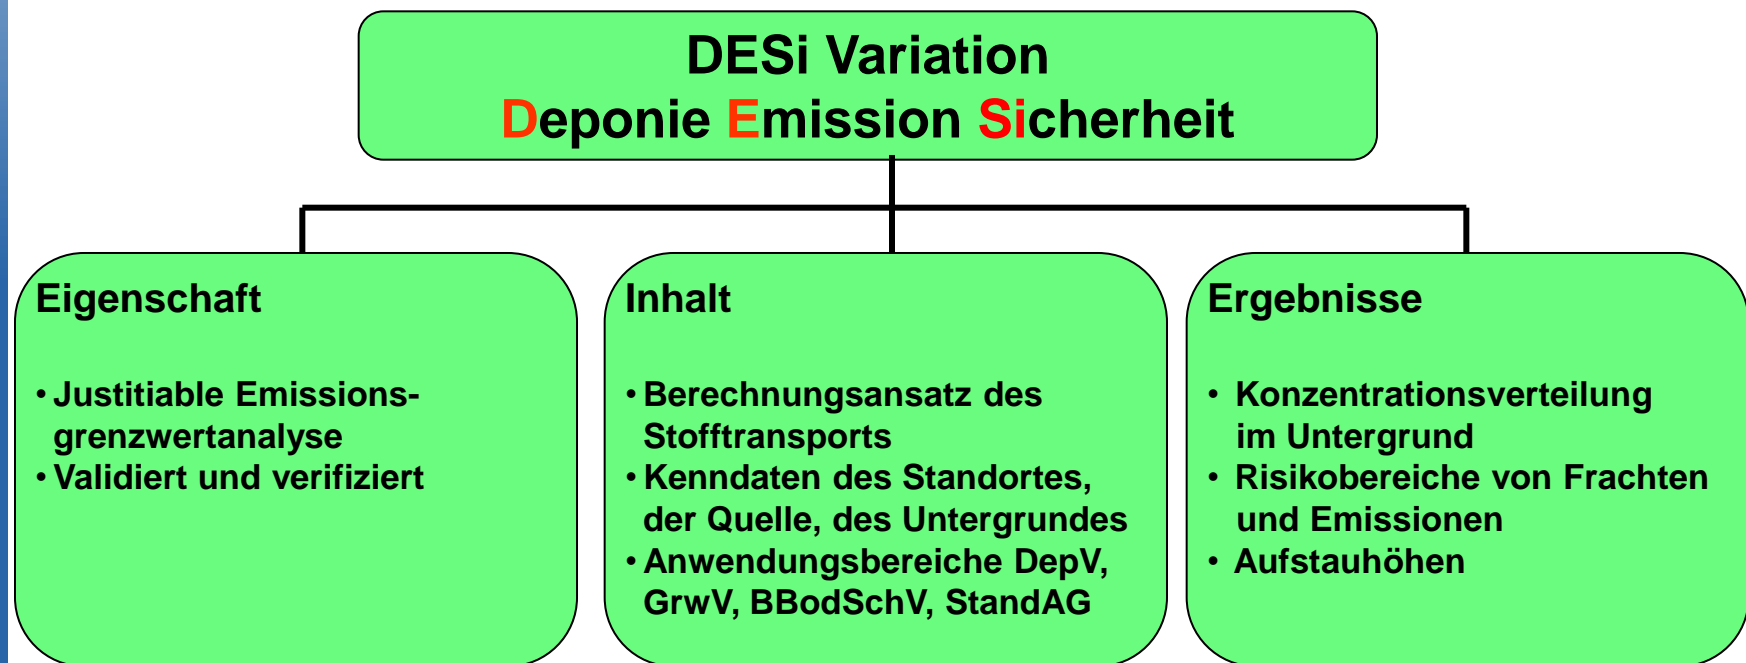 DESi Variation
Deponie Emission Sicherheit
Eigenschaft
• Justitiable Emissions-
grenzwertanalyse
• Validiert und verifiziert
Inhalt
• Berechnungsansatz des
Stofftransports
• Kenndaten des Standortes,
der Quelle, des Untergrundes
• Anwendungsbereiche DepV,
GrwV, BBodSchV, StandAG
Ergebnisse
• Konzentrationsverteilung
im Untergrund
• Risikobereiche von Frachten
und Emissionen
• Aufstauhöhen